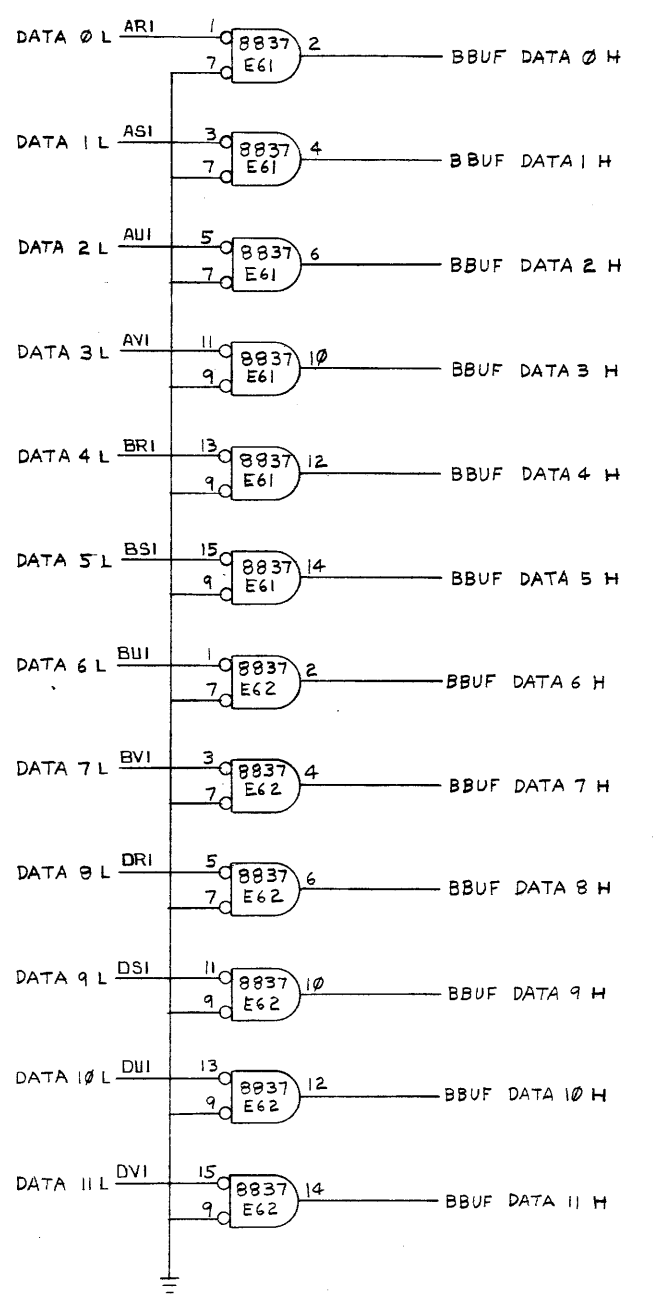 DATA Ø L AR1 1 8837 2 BBUF DATA Ø H
7 E61
DATA 1 L AS1 3 8837 4 BBUF DATA 1 H
7 E61
DATA 2 L AU1 5 8837 6 BBUF DATA 2 H
7 E61
DATA 3 L AV1 11 8837 1Ø BBUF DATA 3 H
9 E61
DATA 4 L BR1 13 8837 12 BBUF DATA 4 H
9 E61
DATA 5 L BS1 15 8837 14 BBUF DATA 5 H
9 E61
DATA 6 L BU1 1 8837 2 BBUF DATA 6 H
7 E62
DATA 7 L BV1 3 8837 4 BBUF DATA 7 H
7 E62
DATA 8 L DR1 5 8837 6 BBUF DATA 8 H
7 E62
DATA 9 L DS1 11 8837 1Ø BBUF DATA 9 H
9 E62
DATA 1Ø L DU1 13 8837 12 BBUF DATA 1Ø H
9 E62
DATA 11 L DV1 15 8837 14 BBUF DATA 11 H
9 E62